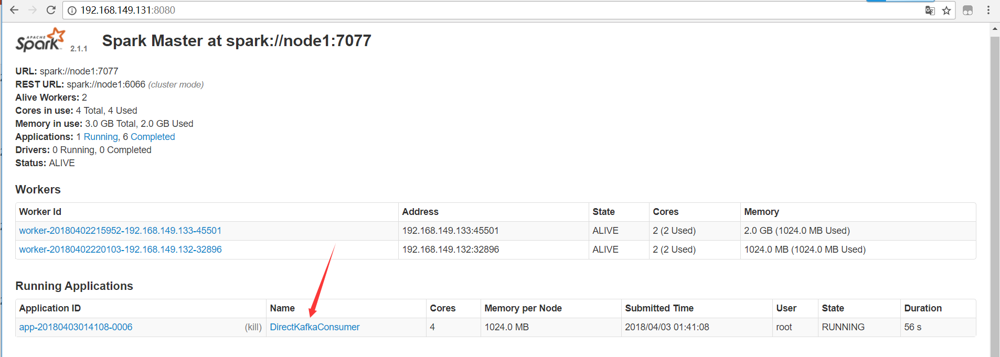 192.168.149.131:8080
APACHE
Spark 2.1.1 Spark Master at spark://node1:7077
URL: spark://node1:7077
REST URL: spark://node1:6066 (cluster mode)
Alive Workers: 2
Cores in use: 4 Total, 4 Used
Memory in use: 3.0 GB Total, 2.0 GB Used
Applications: 1 Running, 6 Completed
Drivers: 0 Running, 0 Completed
Status: ALIVE
Workers
Worker Id Address State Cores Memory
worker-20180402215952-192.168.149.133-45501 192.168.149.133:45501 ALIVE 2 (2 Used) 2.0 GB (1024.0 MB Used)
worker-20180402220103-192.168.149.132-32896 192.168.149.132:32896 ALIVE 2 (2 Used) 1024.0 MB (1024.0 MB Used)
Running Applications
Application ID Name Cores Memory per Node Submitted Time User State Duration
app-20180403014108-0006 (kill) DirectKafkaConsumer 4 1024.0 MB 2018/04/03 01:41:08 root RUNNING 56 s